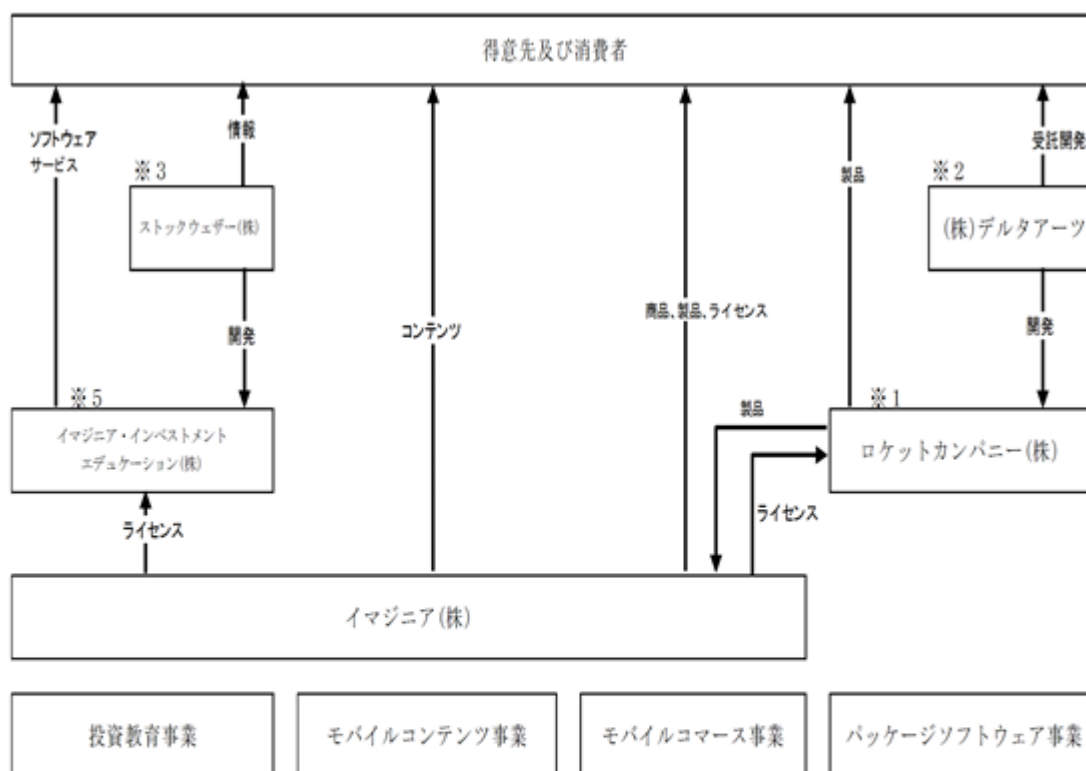 得意先及び消費者
ソフトウェア
サービス
情報
製品
受託開発
※3
※2
ストックウェザー(株)
(株)デルタアーツ
開発
コンテンツ
商品、製品、ライセンス
開発
※5
※1
イマジニア・インベストメント
エデュケーション(株)
製品
ロケットカンパニー(株)
ライセンス
ライセンス
イマジニア(株)
投資教育事業
モバイルコンテンツ事業
モバイルコマース事業
パッケージソフトウェア事業